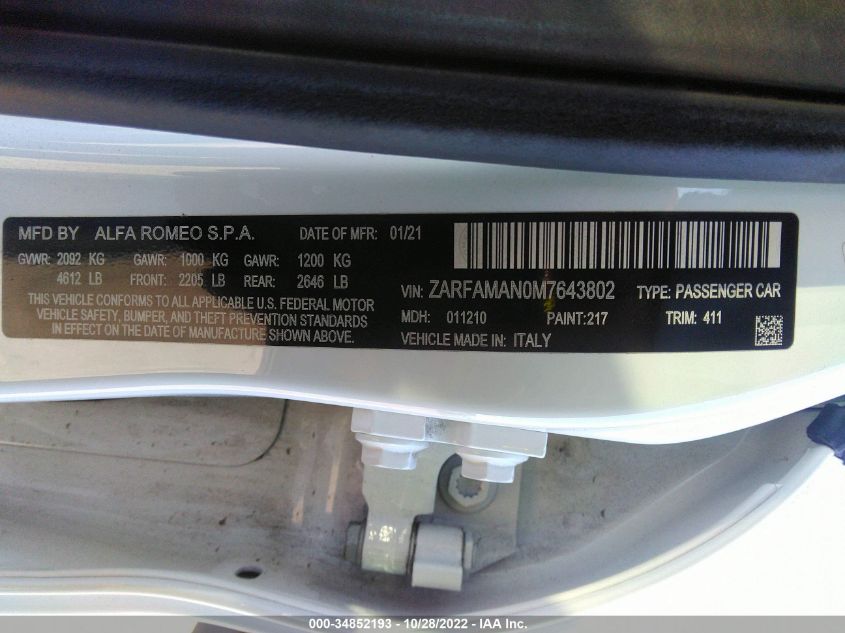 MFD BY ALFA ROMEO S.P.A. DATE OF MFR: 01/21
GVWR: 2092 KG GAWR: 1000 KG GAWR: 1200 KG
4612 LB FRONT: 2205 LB REAR: 2646 LB
THIS VEHICLE CONFORMS TO ALL APPLICABLE U.S. FEDERAL MOTOR
VEHICLE SAFETY, BUMPER, AND THEFT PREVENTION STANDARDS
IN EFFECT ON THE DATE OF MANUFACTURE SHOWN ABOVE.
VIN: ZARFAMAN0M7643802 TYPE: PASSENGER CAR
MDH: 011210 PAINT:217 TRIM: 411
VEHICLE MADE IN: ITALY
000-34852193 - 10/28/2022 - IAA Inc.